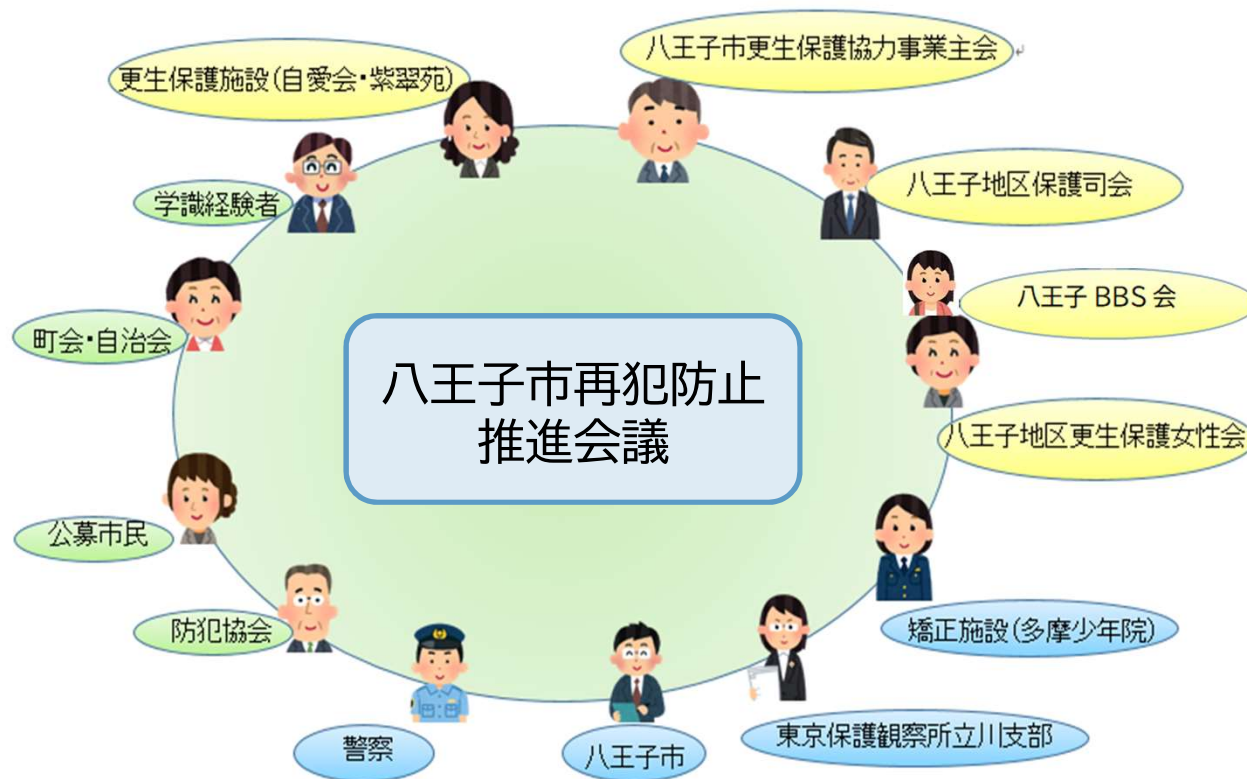 八王子市更生保護協力事業主会
更生保護施設(自愛会・紫翠苑)
八王子地区保護司会
学識経験者
八王子 BBS 会
町会・自治会
八王子市再犯防止
推進会議
八王子地区更生保護女性会
公募市民
防犯協会
矯正施設(多摩少年院)
東京保護観察所立川支部
警察
八王子市